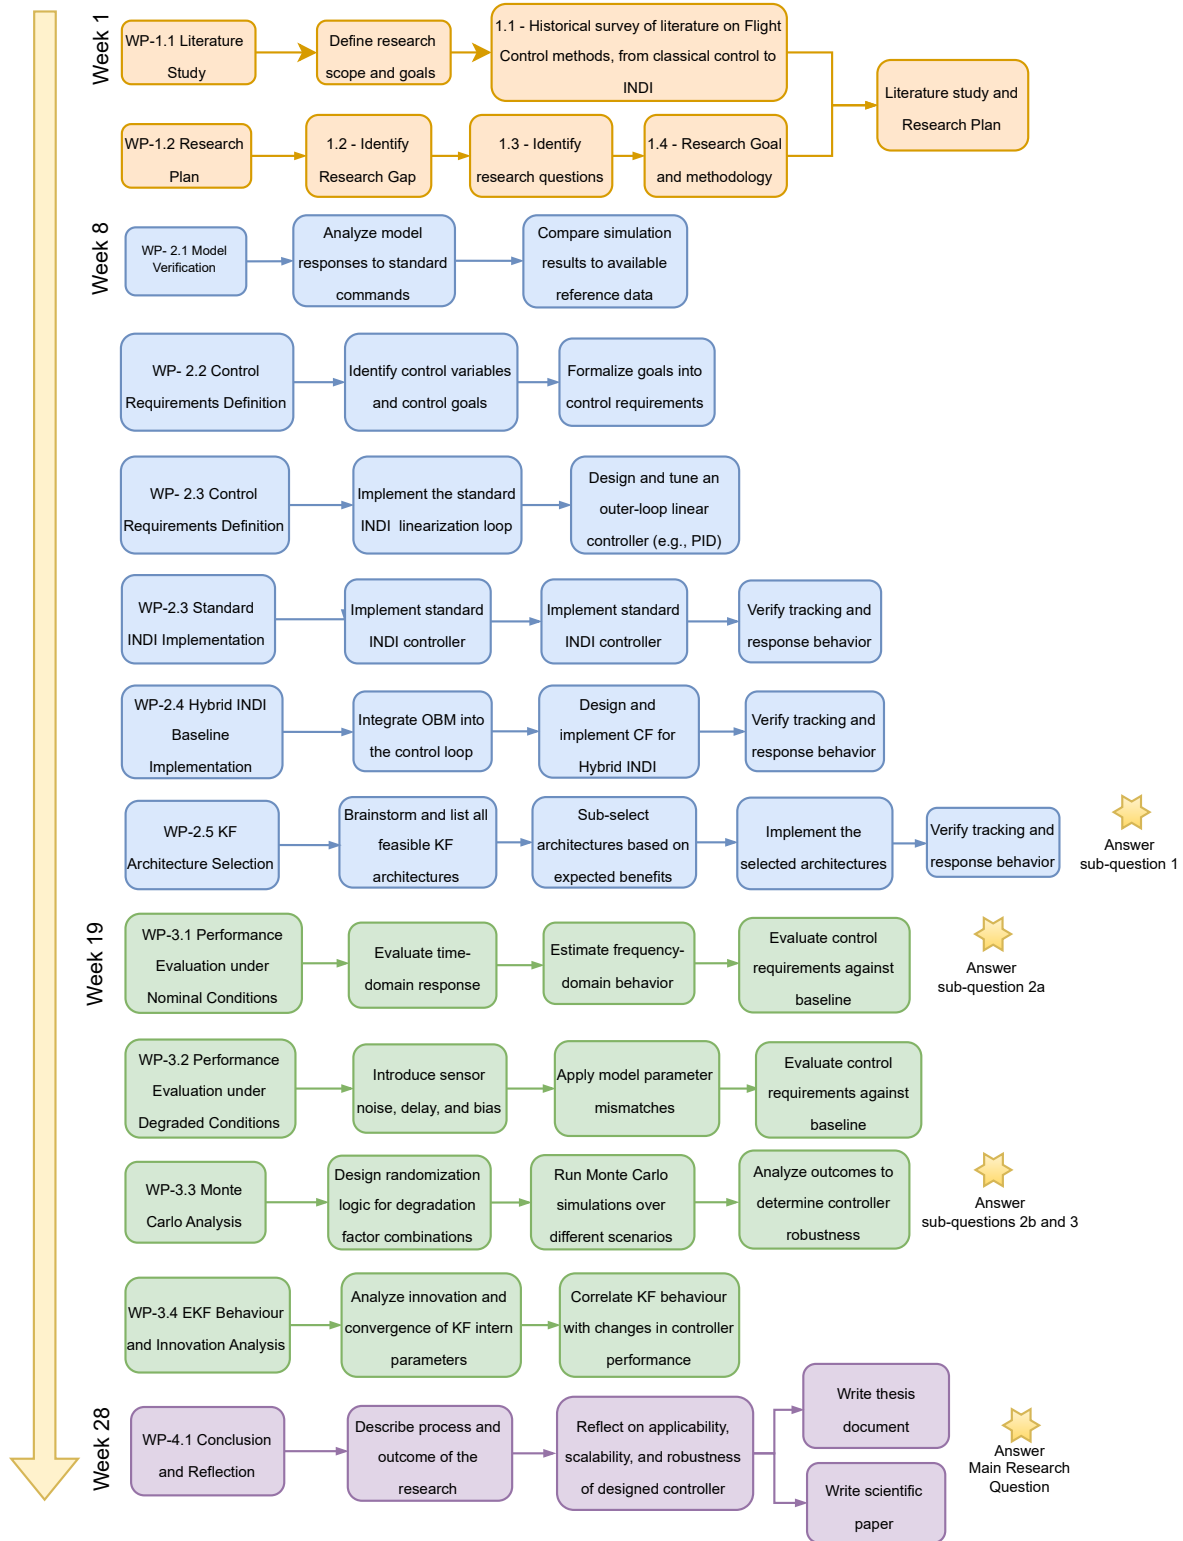 Week 1
WP-1.1 Literature
Study
Define research
scope and goals
1.1 - Historical survey of literature on Flight
Control methods, from classical control to
INDI
Literature study and
Research Plan
WP-1.2 Research
Plan
1.2 - Identify
Research Gap
1.3 - Identify
research questions
1.4 - Research Goal
and methodology
Week 8
WP- 2.1 Model
Verification
Analyze model
responses to standard
commands
Compare simulation
results to available
reference data
WP- 2.2 Control
Requirements Definition
Identify control variables
and control goals
Formalize goals into
control requirements
WP- 2.3 Control
Requirements Definition
Implement the standard
INDI linearization loop
Design and tune an
outer-loop linear
controller (e.g., PID)
WP-2.3 Standard
INDI Implementation
Implement standard
INDI controller
Implement standard
INDI controller
Verify tracking and
response behavior
WP-2.4 Hybrid INDI
Baseline
Implementation
Integrate OBM into
the control loop
Design and
implement CF for
Hybrid INDI
Verify tracking and
response behavior
WP-2.5 KF
Architecture Selection
Brainstorm and list all
feasible KF
architectures
Sub-select
architectures based on
expected benefits
Implement the
selected architectures
Verify tracking and
response behavior
Answer
sub-question 1
Week 19
WP-3.1 Performance
Evaluation under
Nominal Conditions
Evaluate time-
domain response
Estimate frequency-
domain behavior
Evaluate control
requirements against
baseline
Answer
sub-question 2a
WP-3.2 Performance
Evaluation under
Degraded Conditions
Introduce sensor
noise, delay, and bias
Apply model parameter
mismatches
Evaluate control
requirements against
baseline
WP-3.3 Monte
Carlo Analysis
Design randomization
logic for degradation
factor combinations
Run Monte Carlo
simulations over
different scenarios
Analyze outcomes to
determine controller
robustness
Answer
sub-questions 2b and 3
WP-3.4 EKF Behaviour
and Innovation Analysis
Analyze innovation and
convergence of KF intern
parameters
Correlate KF behaviour
with changes in controller
performance
Week 28
WP-4.1 Conclusion
and Reflection
Describe process and
outcome of the
research
Reflect on applicability,
scalability, and robustness
of designed controller
Write thesis
document
Write scientific
paper
Answer
Main Research
Question